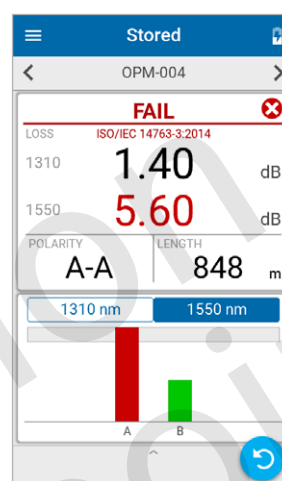 Stored
OPM-004
FAIL
LOSS ISO/IEC 14763-3:2014
1310 1.40 dB
1550 5.60 dB
POLARITY LENGTH
A-A 848 m
1310 nm 1550 nm
A B